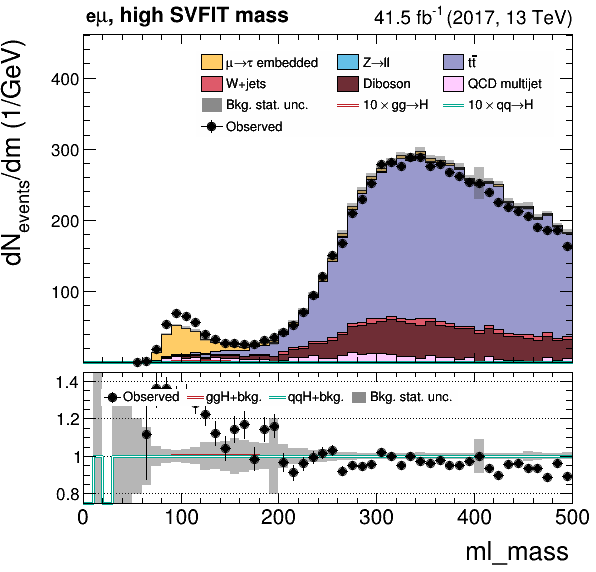 eμ, high SVFIT mass 41.5 fb⁻¹ (2017, 13 TeV)
dN_events/dm (1/GeV)
400
300
200
100
μ→τ embedded Z→ll tt̄
W+jets Diboson QCD multijet
Bkg. stat. unc. 10 × gg→H 10 × qq→H
Observed
1.4
1.2
1
0.8
Observed ggH+bkg. qqH+bkg. Bkg. stat. unc.
0 100 200 300 400 500
ml_mass